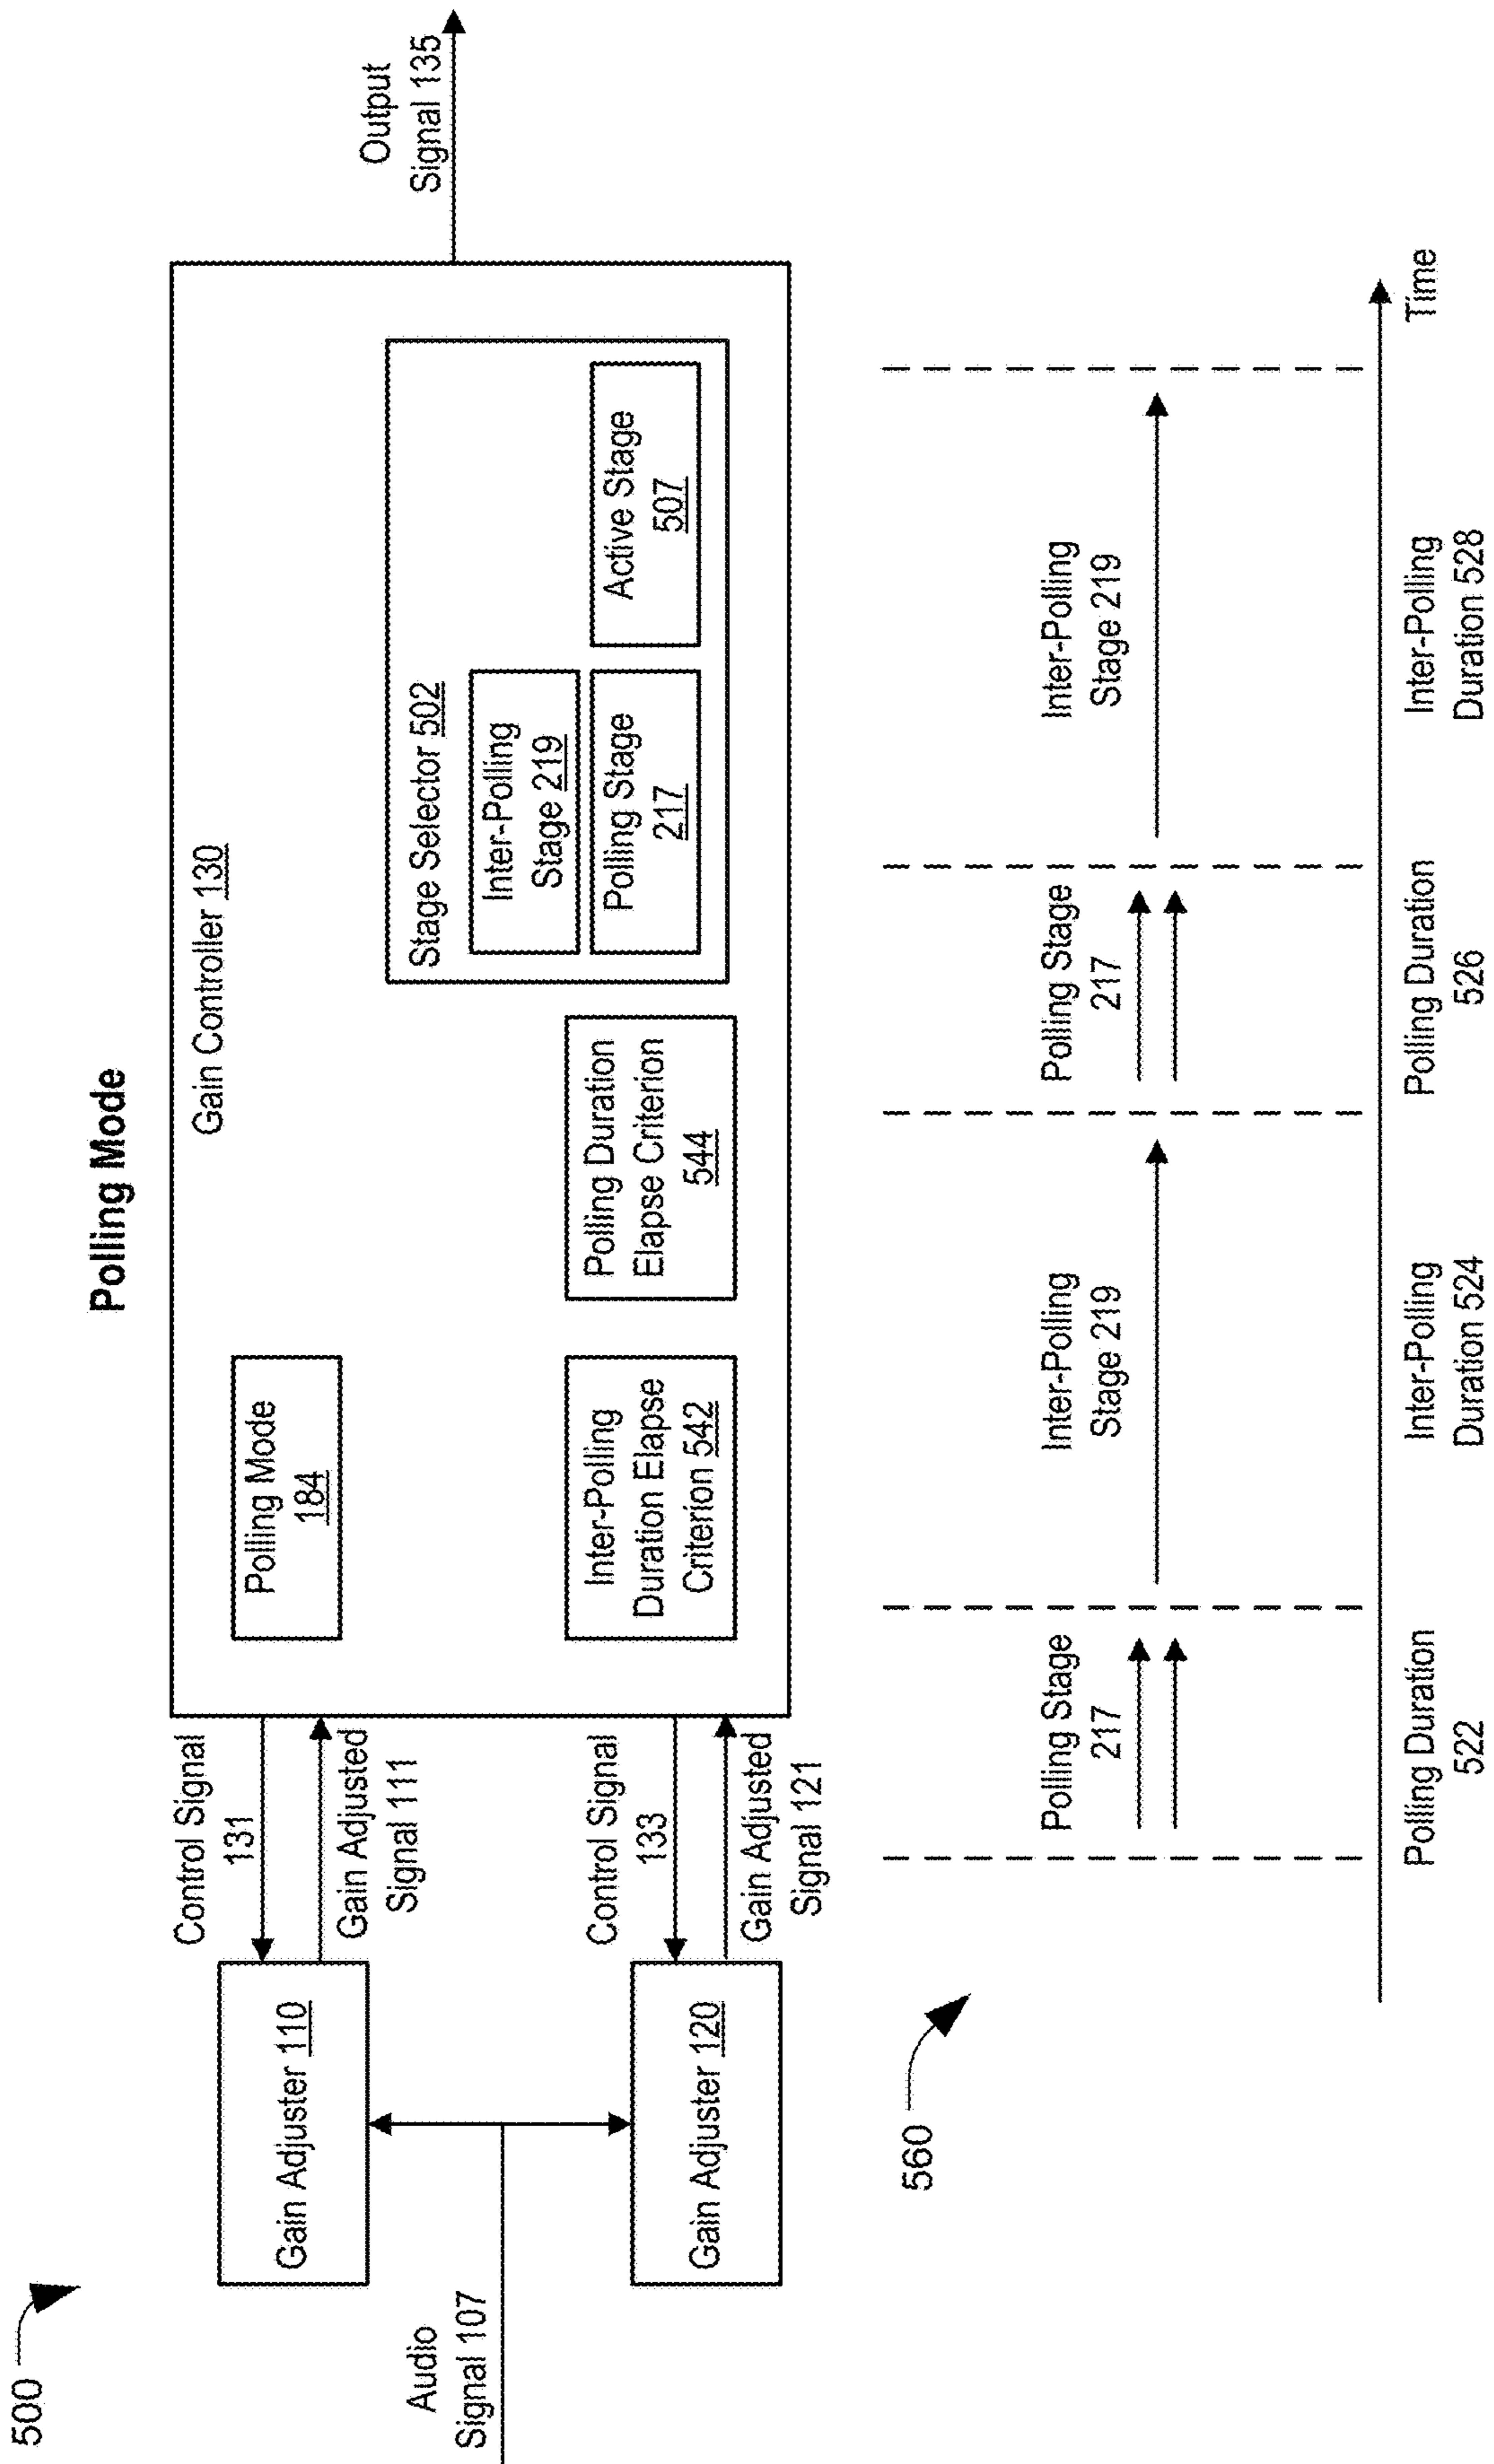 500
Polling Mode
Audio
Signal 107
Gain Adjuster 110
Gain Adjuster 120
Control Signal
131
Gain Adjusted
Signal 111
Control Signal
133
Gain Adjusted
Signal 121
Gain Controller 130
Polling Mode
184
Inter-Polling
Duration Elapse
Criterion 542
Polling Duration
Elapse Criterion
544
Stage Selector 502
Inter-Polling
Stage 219
Polling Stage
217
Active Stage
507
Output
Signal 135
560
Polling Stage
217
Inter-Polling
Stage 219
Polling Stage
217
Inter-Polling
Stage 219
Polling Duration
522
Inter-Polling
Duration 524
Polling Duration
526
Inter-Polling
Duration 528
Time